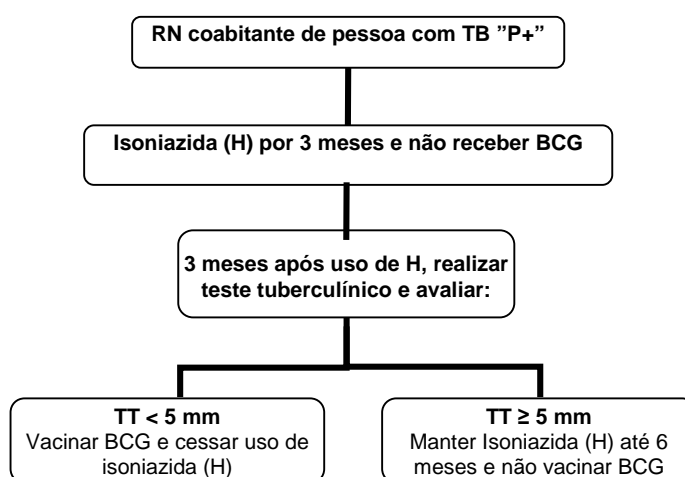 RN coabitante de pessoa com TB ”P+”
Isoniazida (H) por 3 meses e não receber BCG
3 meses após uso de H, realizar
teste tuberculínico e avaliar:
TT < 5 mm
Vacinar BCG e cessar uso de
isoniazida (H)
TT ≥ 5 mm
Manter Isoniazida (H) até 6
meses e não vacinar BCG